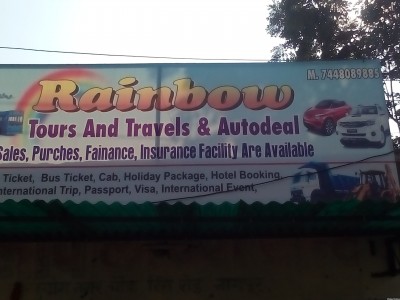 M. 7448089885
Rainbow
Tours And Travels & Autodeal
Sales, Purches, Fainance, Insurance Facility Are Available
Ticket, Bus Ticket, Cab, Holiday Package, Hotel Booking
International Trip, Passport, Visa, International Event,